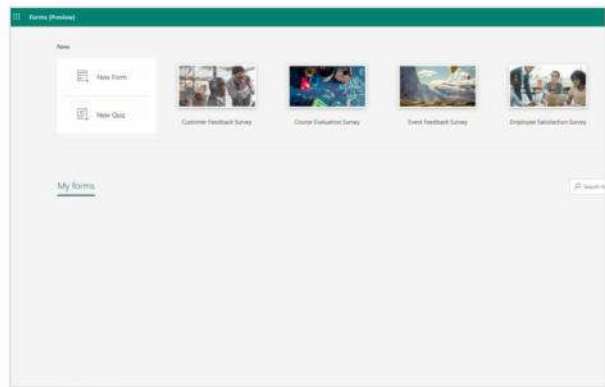 Forms (Preview)
New
New Form
New Quiz
Customer Feedback Survey
Course Evaluation Survey
Event Feedback Survey
Employee Satisfaction Survey
My forms
Search